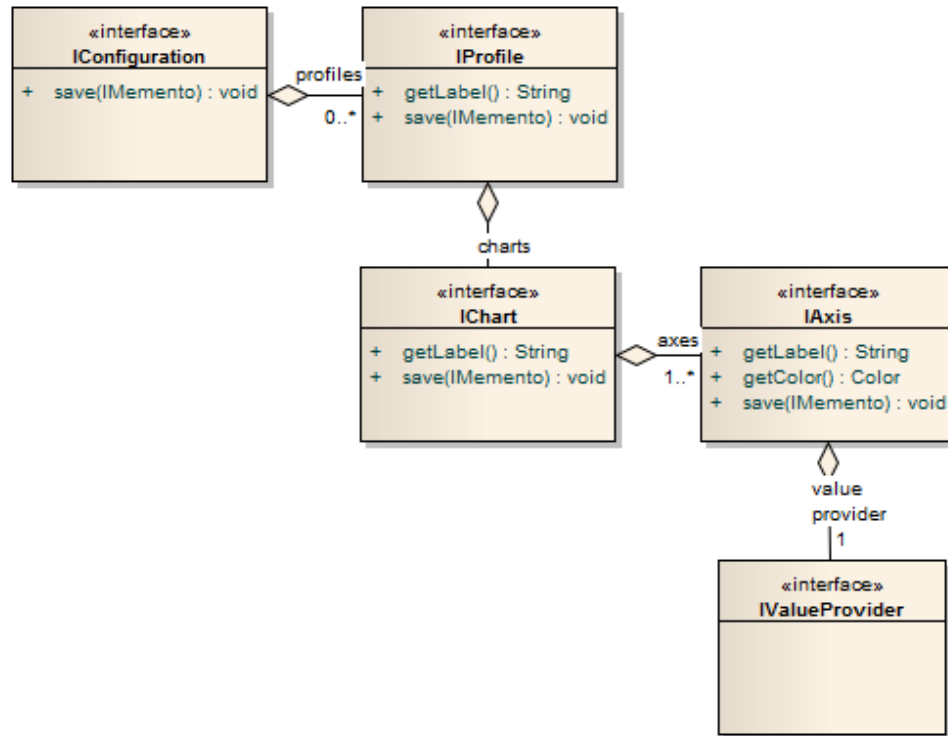 «interface»
IConfiguration
+ save(IMemento) : void
profiles
0..*
«interface»
IProfile
+ getLabel() : String
+ save(IMemento) : void
charts
«interface»
IChart
+ getLabel() : String
+ save(IMemento) : void
axes
1..*
«interface»
IAxis
+ getLabel() : String
+ getColor() : Color
+ save(IMemento) : void
value
provider
1
«interface»
IValueProvider